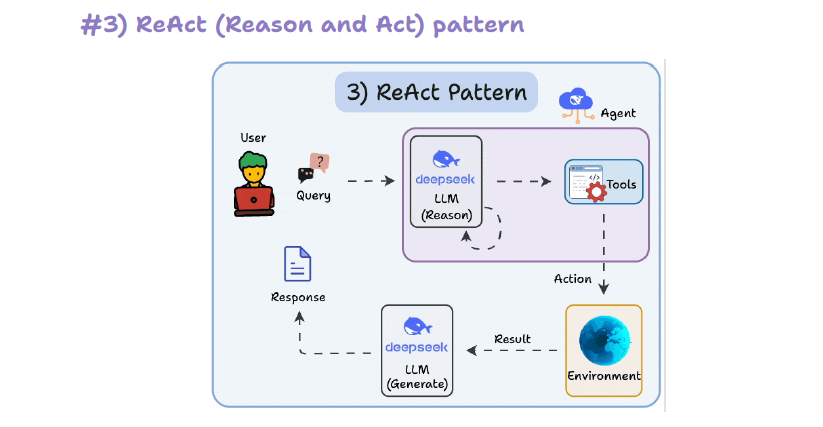 #3) ReAct (Reason and Act) pattern
3) ReAct Pattern
Agent
User
?
Query
deepseek
LLM
(Reason)
</>
Tools
Action
Response
deepseek
LLM
(Generate)
Result
Environment